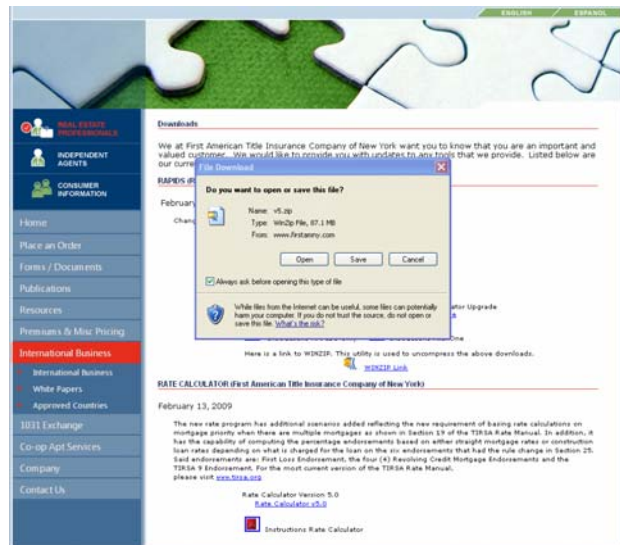 ENGLISH
ESPANOL
REAL ESTATE
PROFESSIONALS
INDEPENDENT
AGENTS
CONSUMER
INFORMATION
Home
Place an Order
Forms / Documents
Publications
Resources
Premiums & Misc Pricing
International Business
International Business
White Papers
Approved Countries
1031 Exchange
Co-op Apt Services
Company
Contact Us
Downloads
We at First American Title Insurance Company of New York want you to know that you are an important and
valued customer. We would like to provide you with updates to any tools that we provide. Listed below are
our curre
RAPIDS (F
February
Chang
File Download
Do you want to open or save this file?
Name: v5.zip
Type: WinZip File, 87.1 MB
From: www.firstamny.com
Open
Save
Cancel
Always ask before opening this type of file
While files from the Internet can be useful, some files can potentially
harm your computer. If you do not trust the source, do not open or
save this file. What's the risk?
ator Upgrade
Here is a link to WINZIP. This utility is used to uncompress the above downloads.
WINZIP Link
RATE CALCULATOR (First American Title Insurance Company of New York)
February 13, 2009
The new rate program has additional scenarios added reflecting the new requirement of basing rate calculations on
mortgage priority when there are multiple mortgages as shown in Section 19 of the TIRSA Rate Manual. In addition, it
has the capability of computing the percentage endorsements based on either straight mortgage rates or construction
loan rates depending on what is charged for the loan on the six endorsements that had the rule change in Section 25.
Said endorsements are: First Loss Endorsement, the four (4) Revolving Credit Mortgage Endorsements and the
TIRSA 9 Endorsement. For the most current version of the TIRSA Rate Manual,
please visit www.tirsa.org
Rate Calculator Version 5.0
Rate Calculator v5.0
Instructions Rate Calculator